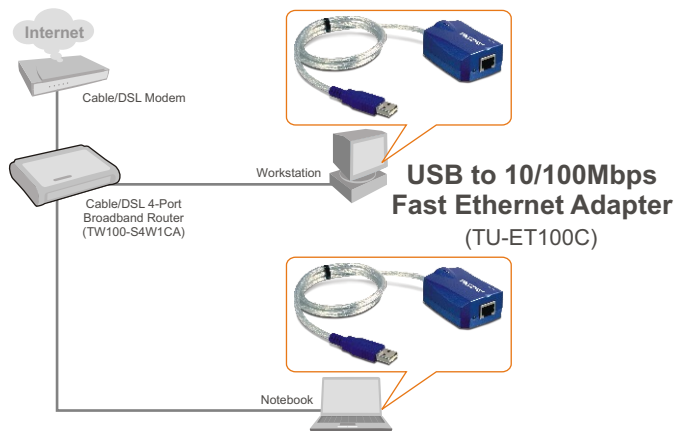 Internet
Cable/DSL Modem
Workstation
Cable/DSL 4-Port
Broadband Router
(TW100-S4W1CA)
USB to 10/100Mbps
Fast Ethernet Adapter
(TU-ET100C)
Notebook